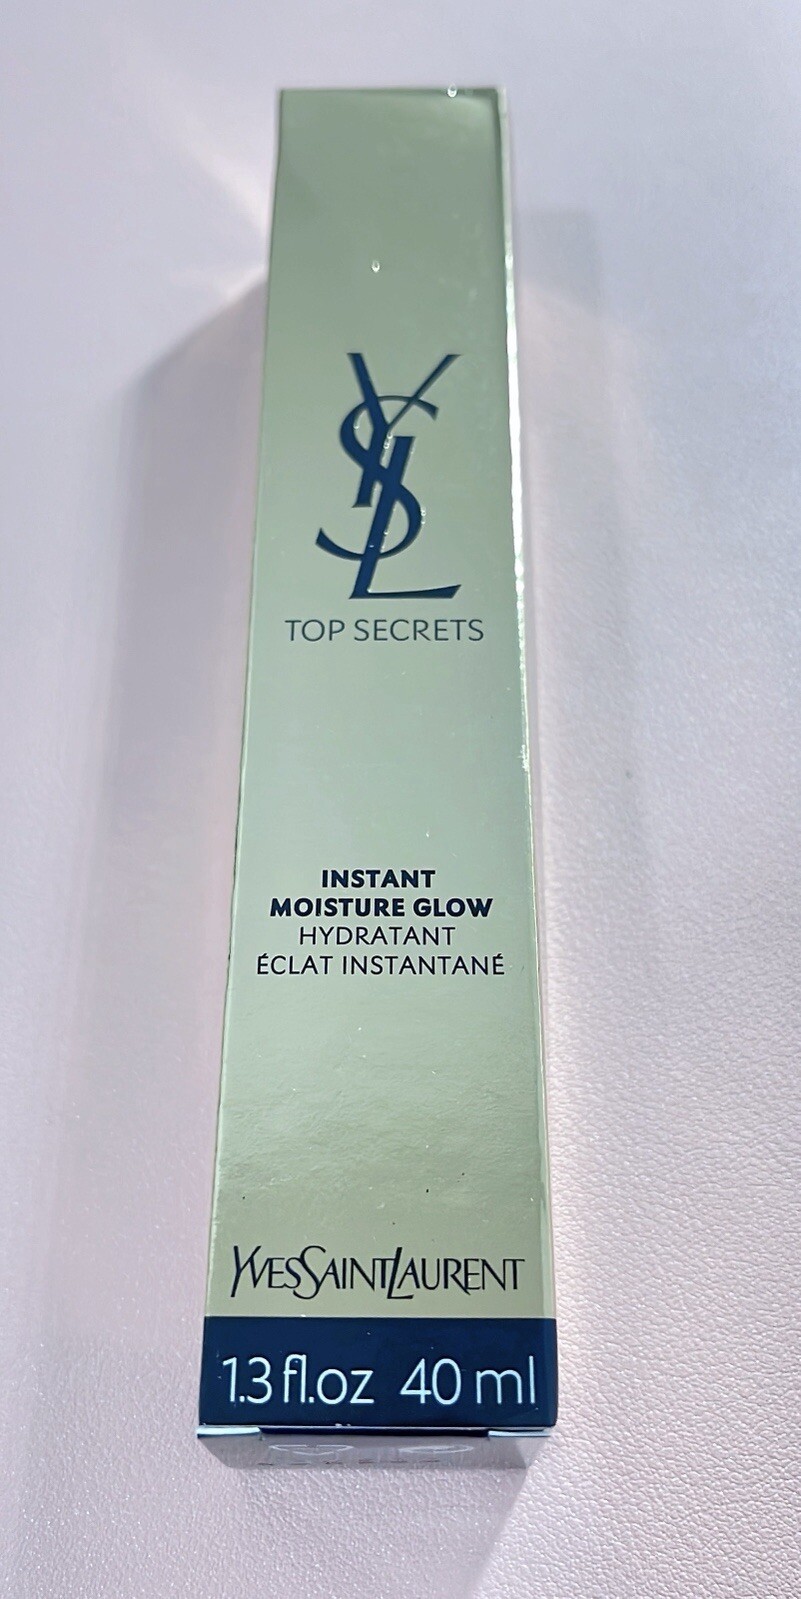 YSL
TOP SECRETS
INSTANT
MOISTURE GLOW
HYDRATANT
ÉCLAT INSTANTANÉ
YVESSAINTLAURENT
1.3 fl.oz 40 ml